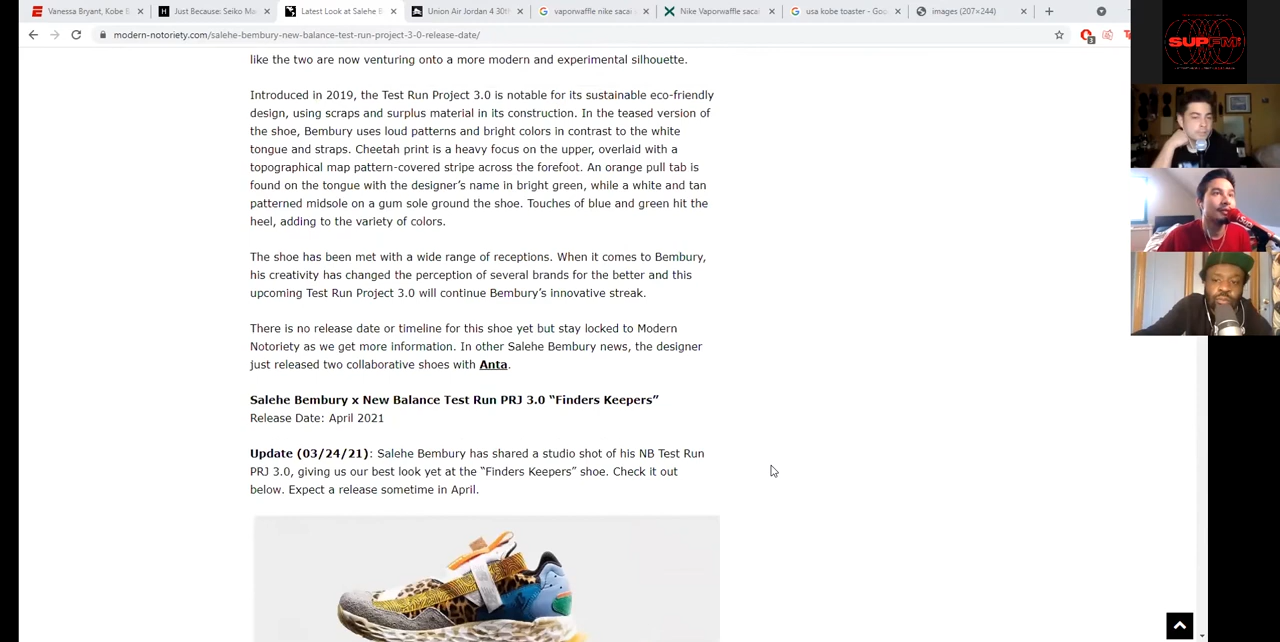 Vanessa Bryant, Kobe B
Just Because: Seiko Ma
Latest Look at Salehe B
Union Air Jordan 4 30th
vaporwaffle nike sacai
Nike Vaporwaffle sacai
usa kobe toaster - Goo
images (207×244)
modern-notoriety.com/salehe-bembury-new-balance-test-run-project-3-0-release-date/
3
SUPFM
like the two are now venturing onto a more modern and experimental silhouette.
Introduced in 2019, the Test Run Project 3.0 is notable for its sustainable eco-friendly
design, using scraps and surplus material in its construction. In the teased version of
the shoe, Bembury uses loud patterns and bright colors in contrast to the white
tongue and straps. Cheetah print is a heavy focus on the upper, overlaid with a
topographical map pattern-covered stripe across the forefoot. An orange pull tab is
found on the tongue with the designer’s name in bright green, while a white and tan
patterned midsole on a gum sole ground the shoe. Touches of blue and green hit the
heel, adding to the variety of colors.
The shoe has been met with a wide range of receptions. When it comes to Bembury,
his creativity has changed the perception of several brands for the better and this
upcoming Test Run Project 3.0 will continue Bembury’s innovative streak.
There is no release date or timeline for this shoe yet but stay locked to Modern
Notoriety as we get more information. In other Salehe Bembury news, the designer
just released two collaborative shoes with Anta.
Salehe Bembury x New Balance Test Run PRJ 3.0 “Finders Keepers”
Release Date: April 2021
Update (03/24/21): Salehe Bembury has shared a studio shot of his NB Test Run
PRJ 3.0, giving us our best look yet at the “Finders Keepers” shoe. Check it out
below. Expect a release sometime in April.